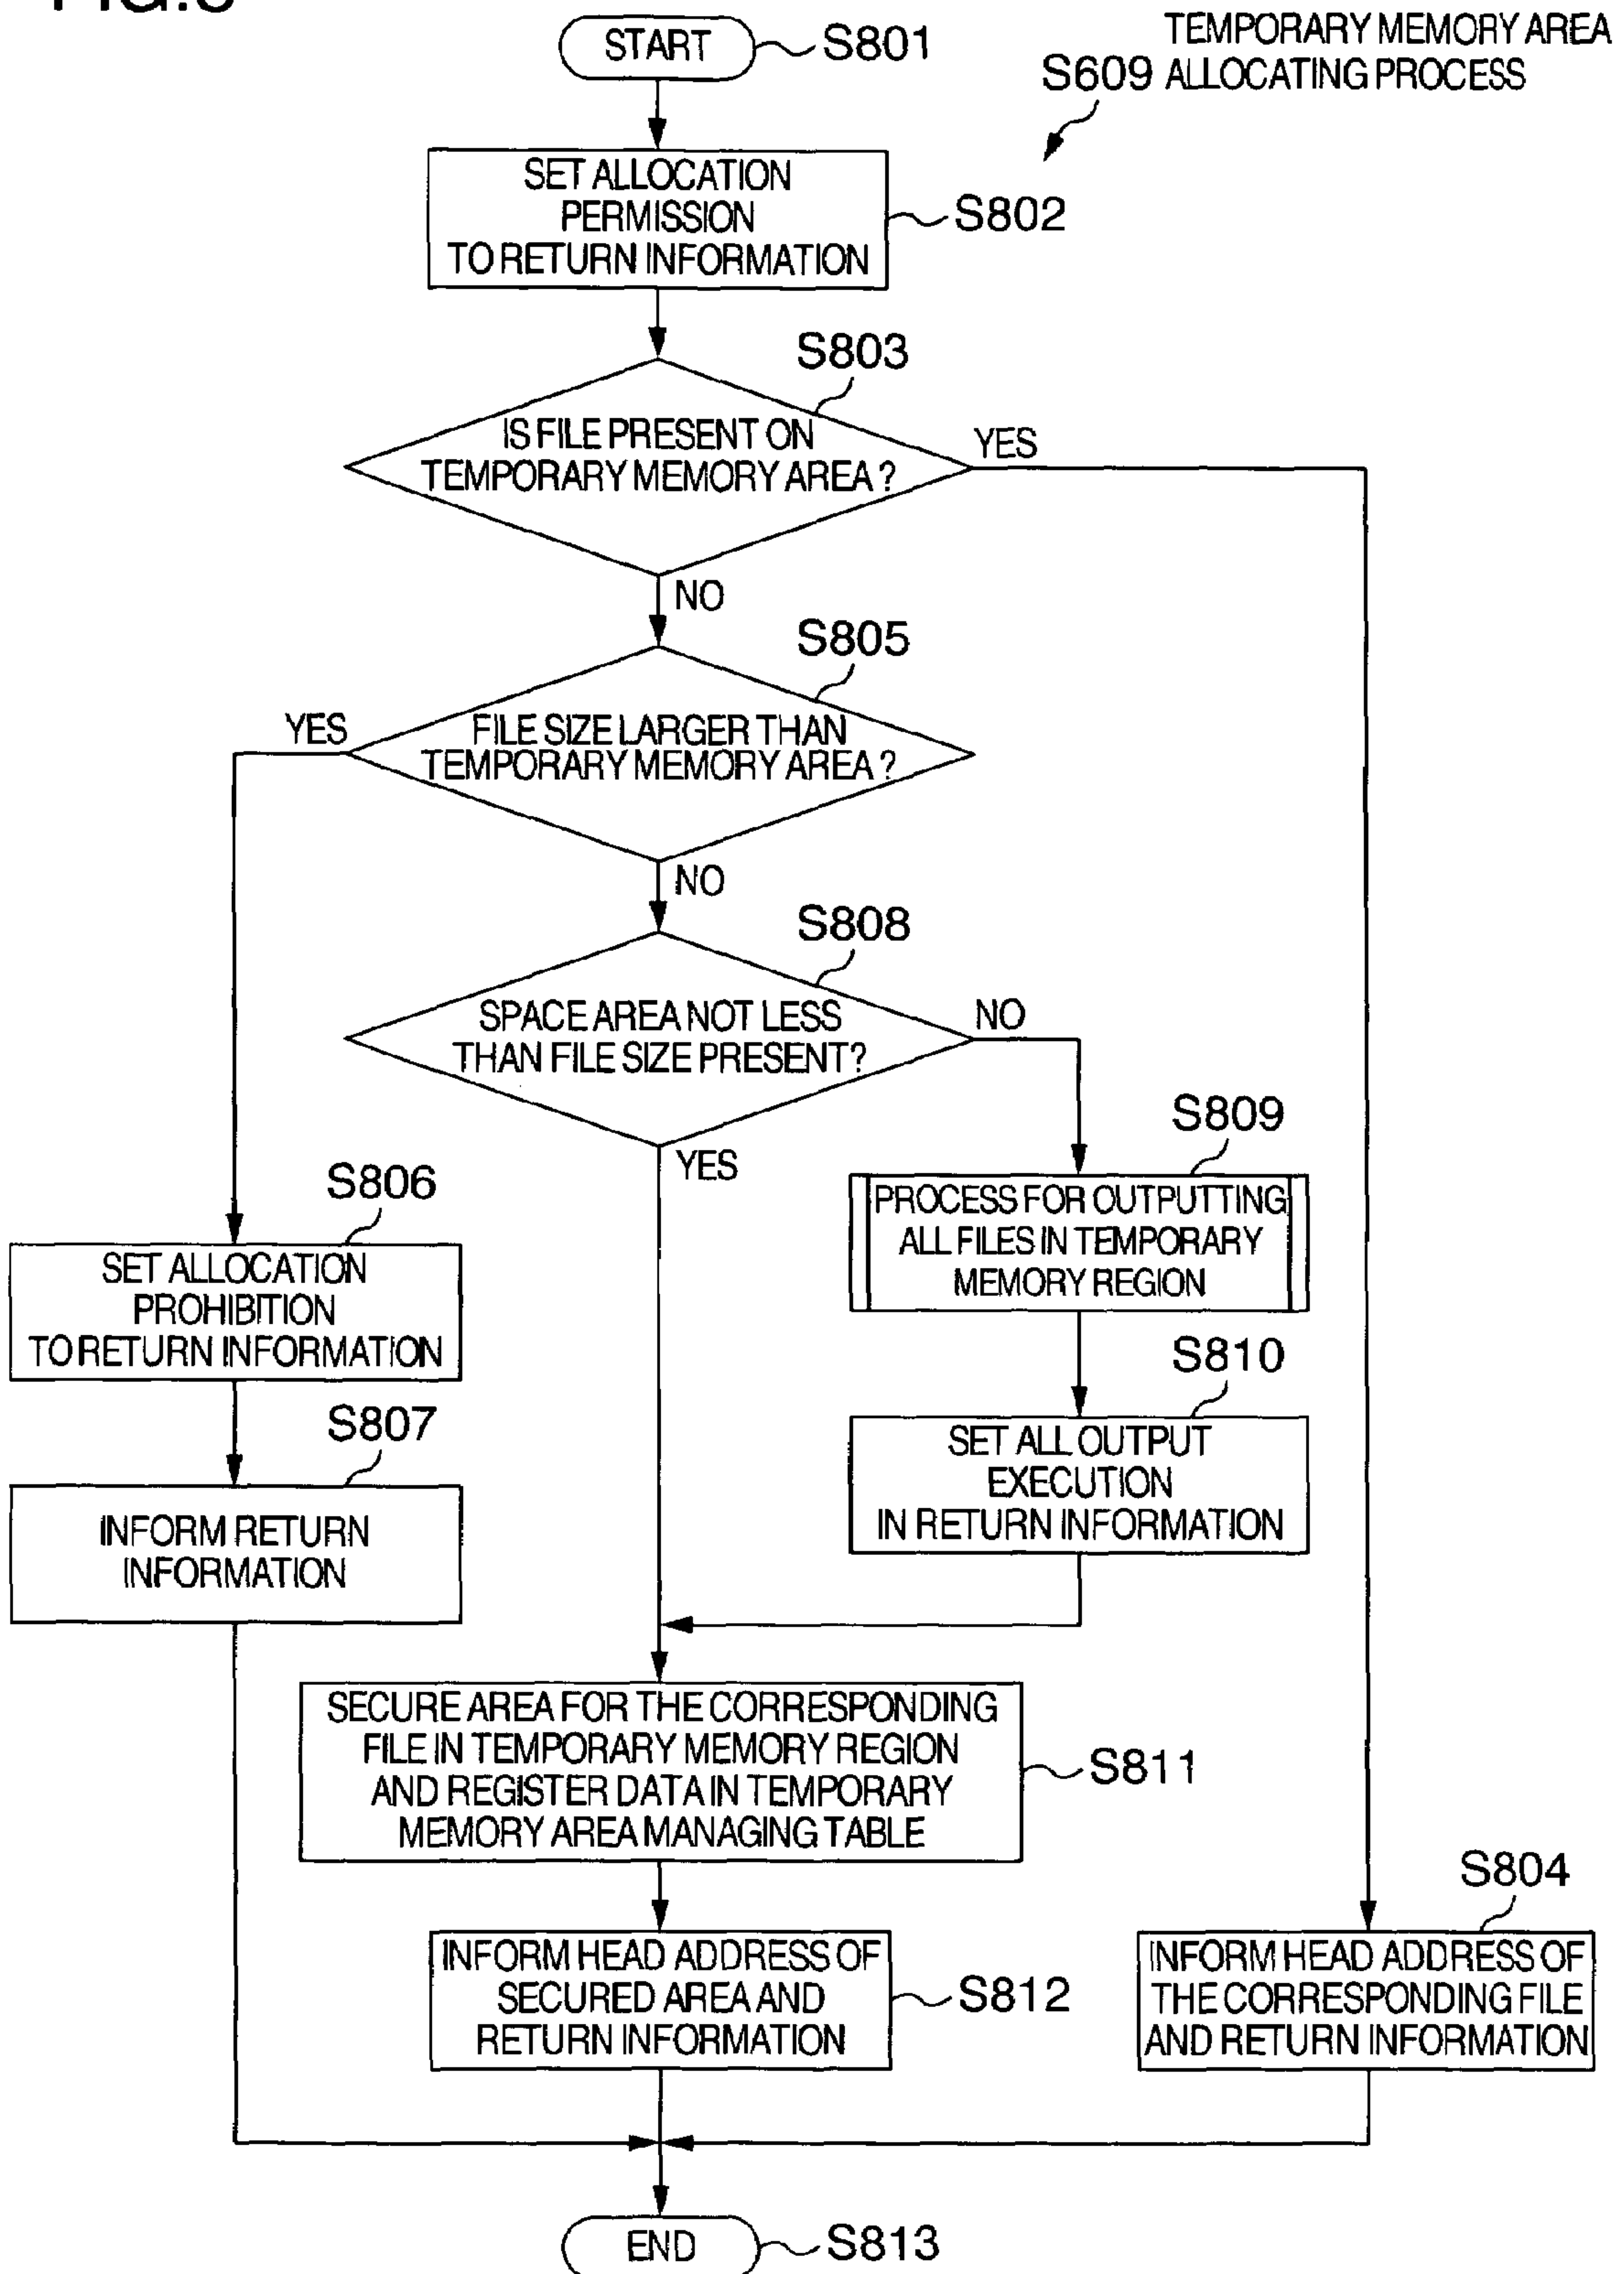 START
S801
TEMPORARY MEMORY AREA
S609 ALLOCATING PROCESS
SET ALLOCATION
PERMISSION
TO RETURN INFORMATION
S802
S803
IS FILE PRESENT ON
TEMPORARY MEMORY AREA?
YES
NO
S805
YES
FILE SIZE LARGER THAN
TEMPORARY MEMORY AREA?
NO
S808
SPACE AREA NOT LESS
THAN FILE SIZE PRESENT?
NO
YES
S809
PROCESS FOR OUTPUTTING
ALL FILES IN TEMPORARY
MEMORY REGION
S806
SET ALLOCATION
PROHIBITION
TO RETURN INFORMATION
S810
SET ALL OUTPUT
EXECUTION
IN RETURN INFORMATION
S807
INFORM RETURN
INFORMATION
SECURE AREA FOR THE CORRESPONDING
FILE IN TEMPORARY MEMORY REGION
AND REGISTER DATA IN TEMPORARY
MEMORY AREA MANAGING TABLE
S811
S804
INFORM HEAD ADDRESS OF
SECURED AREA AND
RETURN INFORMATION
S812
INFORM HEAD ADDRESS OF
THE CORRESPONDING FILE
AND RETURN INFORMATION
END
S813